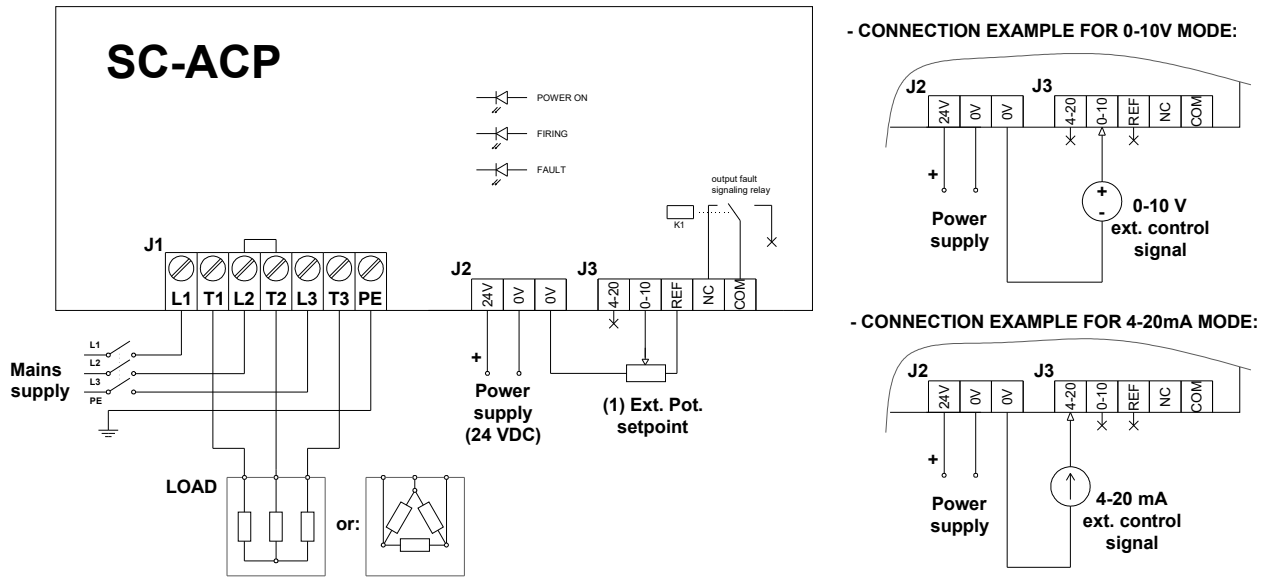 SC-ACP
POWER ON
FIRING
FAULT
output fault
signaling relay
K1
J1
L1 T1 L2 T2 L3 T3 PE
J2
24V 0V 0V
J3
4-20 0-10 REF NC COM
Mains
supply
L1
L2
L3
PE
+
Power
supply
(24 VDC)
(1) Ext. Pot.
setpoint
LOAD
or:
- CONNECTION EXAMPLE FOR 0-10V MODE:
J2
24V 0V 0V
J3
4-20 0-10 REF NC COM
+
Power
supply
+
-
0-10 V
ext. control
signal
- CONNECTION EXAMPLE FOR 4-20mA MODE:
J2
24V 0V 0V
J3
4-20 0-10 REF NC COM
+
Power
supply
4-20 mA
ext. control
signal